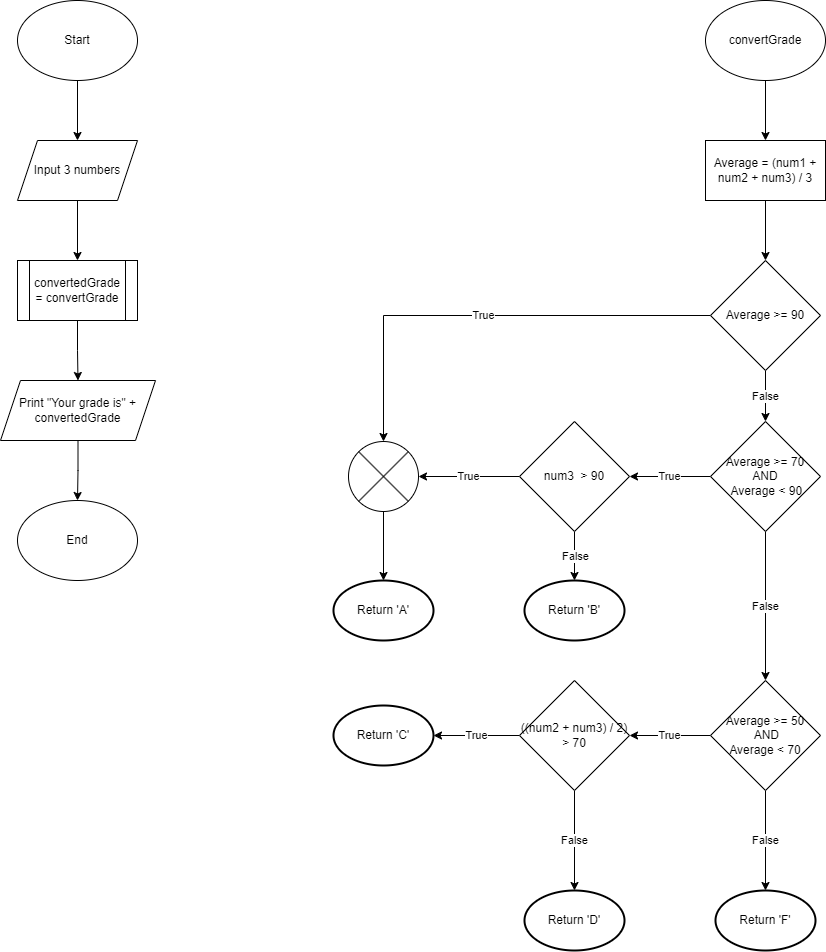 Start
Input 3 numbers
convertedGrade
= convertGrade
Print "Your grade is" +
convertedGrade
End
convertGrade
Average = (num1 +
num2 + num3) / 3
Average >= 90
True
False
Average >= 70
AND
Average < 90
True
num3  > 90
True
False
False
Return 'A'
Return 'B'
Average >= 50
AND
Average < 70
True
((num2 + num3) / 2)
> 70
True
Return 'C'
False
False
Return 'D'
Return 'F'